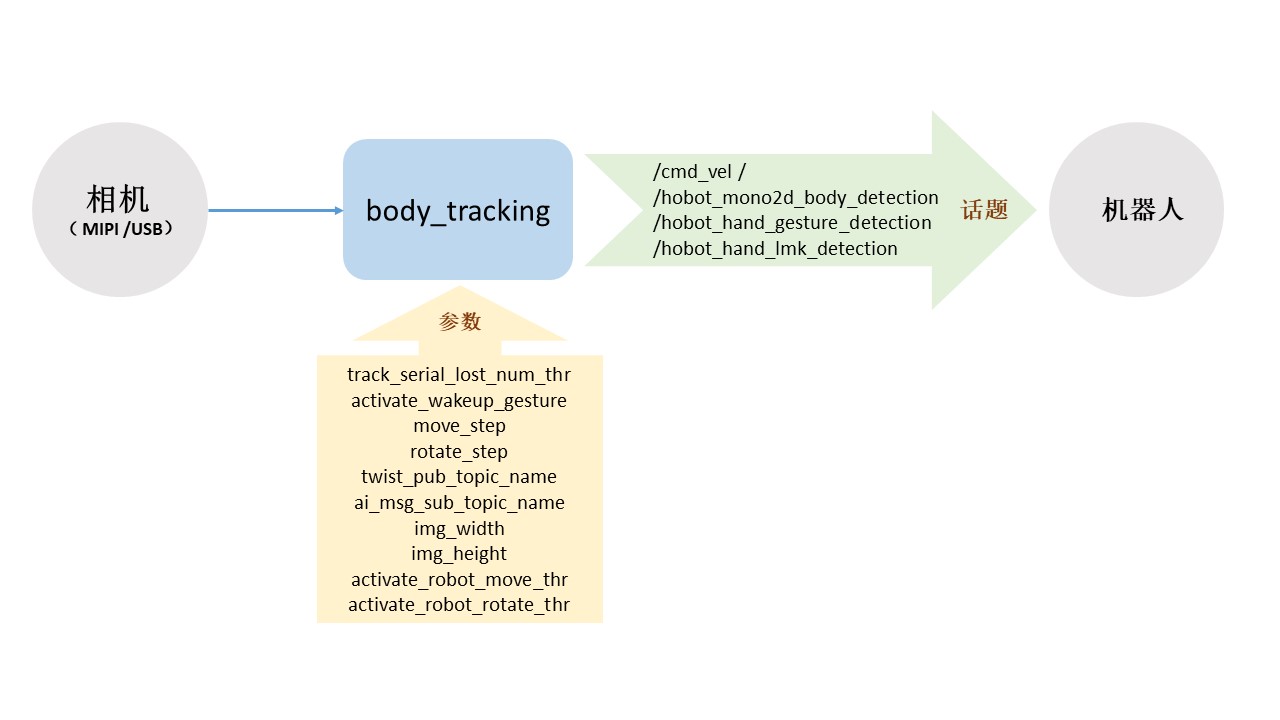 相机
（ MIPI /USB）
body_tracking
/cmd_vel /
/hobot_mono2d_body_detection
/hobot_hand_gesture_detection
/hobot_hand_lmk_detection
话题
机器人
参数
track_serial_lost_num_thr
activate_wakeup_gesture
move_step
rotate_step
twist_pub_topic_name
ai_msg_sub_topic_name
img_width
img_height
activate_robot_move_thr
activate_robot_rotate_thr